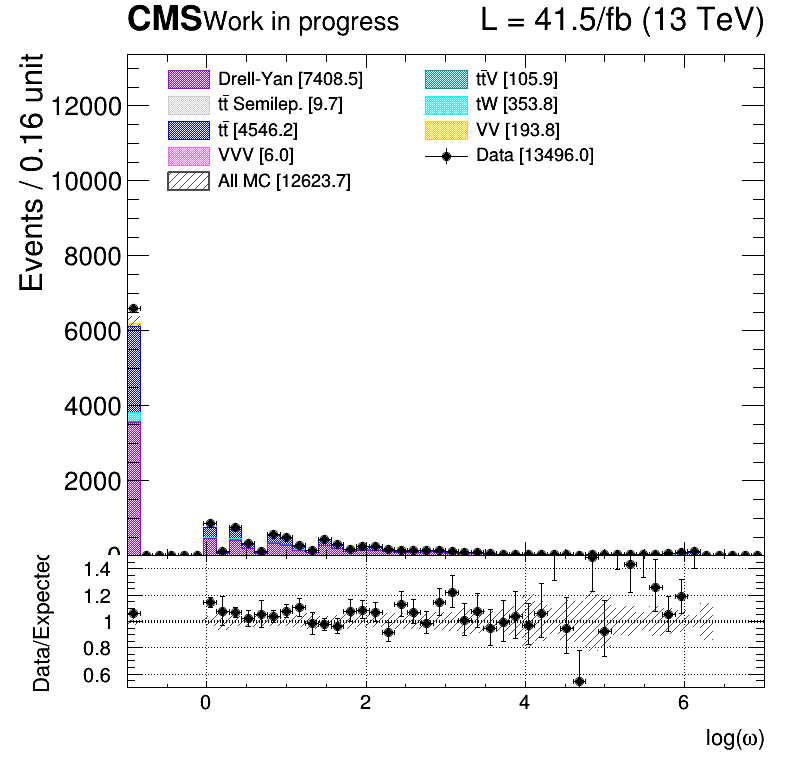 CMS Work in progress L = 41.5/fb (13 TeV)
Events / 0.16 unit
12000
10000
8000
6000
4000
2000
0
Drell-Yan [7408.5]
tt̄ Semilep. [9.7]
tt̄ [4546.2]
VVV [6.0]
All MC [12623.7]
tt̄V [105.9]
tW [353.8]
VV [193.8]
Data [13496.0]
Data/Expected
1.4
1.2
1
0.8
0.6
0 2 4 6
log(ω)